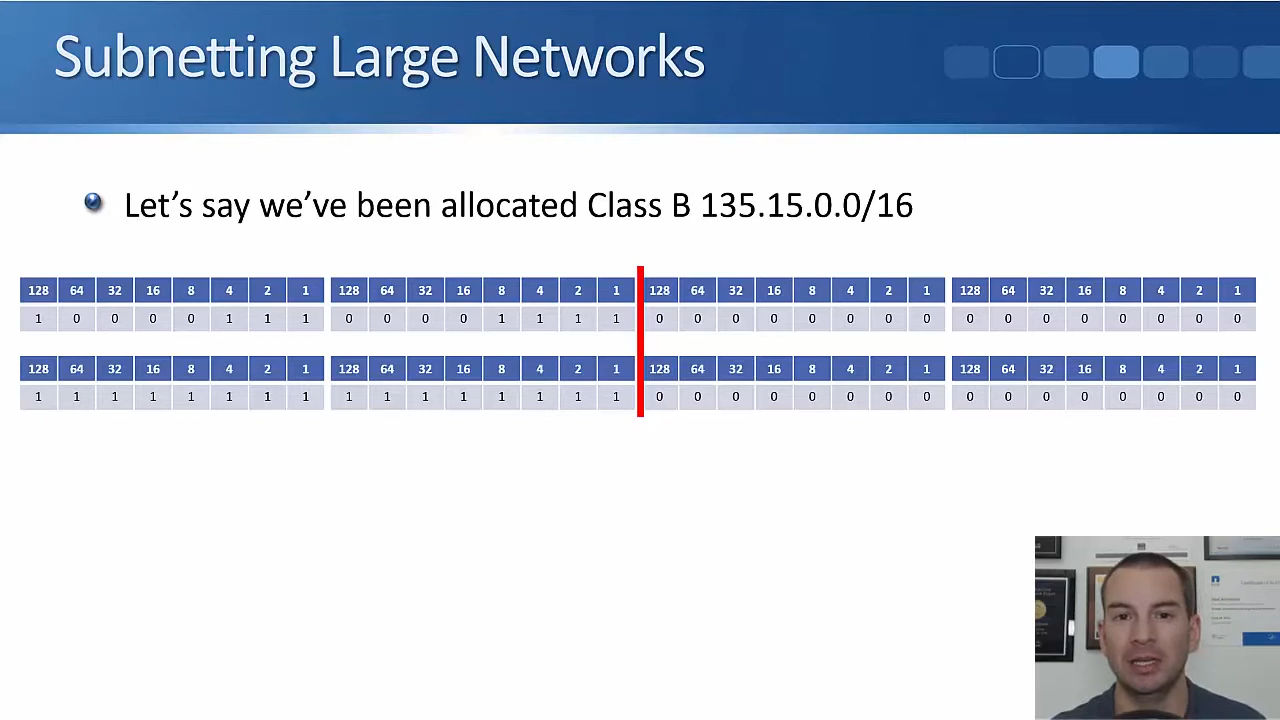 Subnetting Large Networks
Let's say we've been allocated Class B 135.15.0.0/16
128 64 32 16 8 4 2 1 128 64 32 16 8 4 2 1 128 64 32 16 8 4 2 1 128 64 32 16 8 4 2 1
1 0 0 0 0 1 1 1 0 0 0 0 1 1 1 1 0 0 0 0 0 0 0 0 0 0 0 0 0 0 0 0
128 64 32 16 8 4 2 1 128 64 32 16 8 4 2 1 128 64 32 16 8 4 2 1 128 64 32 16 8 4 2 1
1 1 1 1 1 1 1 1 1 1 1 1 1 1 1 1 0 0 0 0 0 0 0 0 0 0 0 0 0 0 0 0